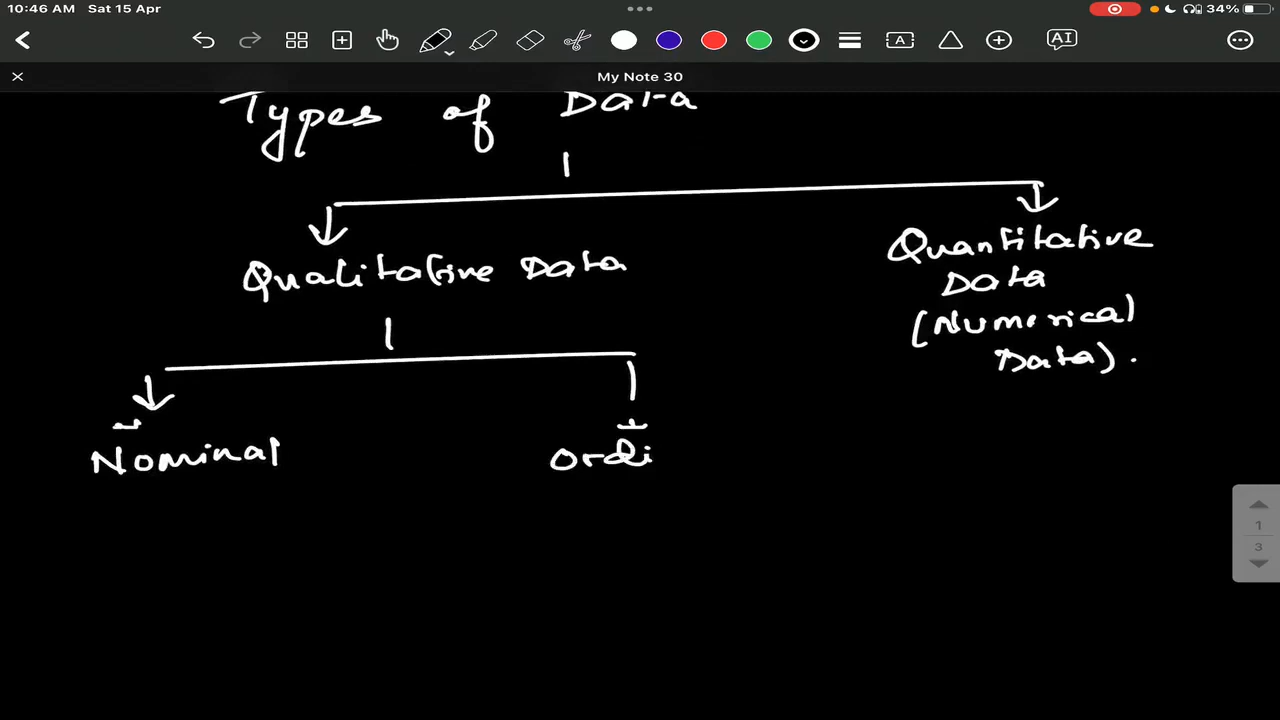 10:46 AM Sat 15 Apr
34%
A
AI
My Note 30
Types of Data
Qualitative Data
Quantitative
Data
(Numerical
Data).
Nominal
ordi
1
3